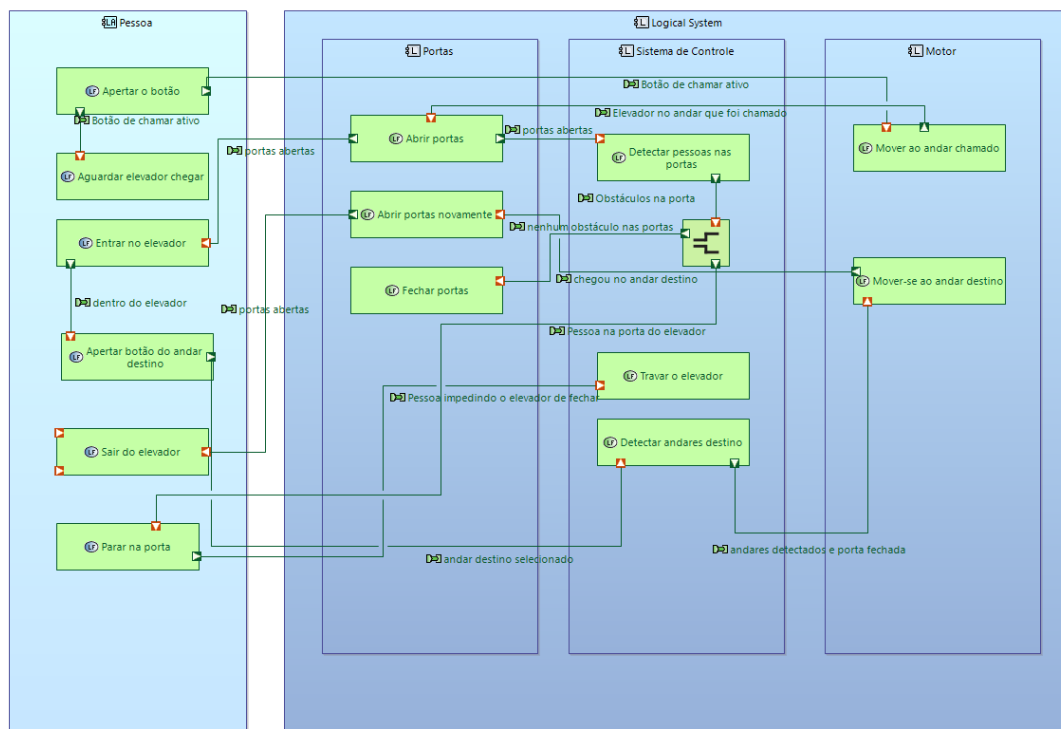 Pessoa
Logical System
Portas
Sistema de Controle
Motor
Apertar o botão
Botão de chamar ativo
Botão de chamar ativo
Elevador no andar que foi chamado
portas abertas
Abrir portas
portas abertas
Detectar pessoas nas
portas
Mover ao andar chamado
Aguardar elevador chegar
Obstáculos na porta
Abrir portas novamente
nenhum obstáculo nas portas
Entrar no elevador
chegou no andar destino
Fechar portas
Mover-se ao andar destino
dentro do elevador
portas abertas
Pessoa na porta do elevador
Apertar botão do andar
destino
Travar o elevador
Pessoa impedindo o elevador de fechar
Sair do elevador
Detectar andares destino
Parar na porta
andar destino selecionado
andares detectados e porta fechada